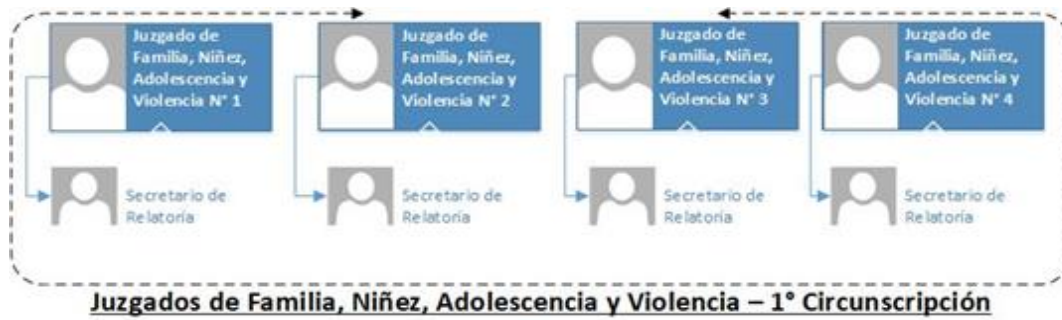 Juzgado de
Familia, Niñez,
Adolescencia y
Violencia N° 1
Juzgado de
Familia, Niñez,
Adolescencia y
Violencia N° 2
Juzgado de
Familia, Niñez,
Adolescencia y
Violencia N° 3
Juzgado de
Familia, Niñez,
Adolescencia y
Violencia N° 4
Secretario de
Relatoría
Secretario de
Relatoría
Secretario de
Relatoría
Secretario de
Relatoría
Juzgados de Familia, Niñez, Adolescencia y Violencia – 1° Circunscripción